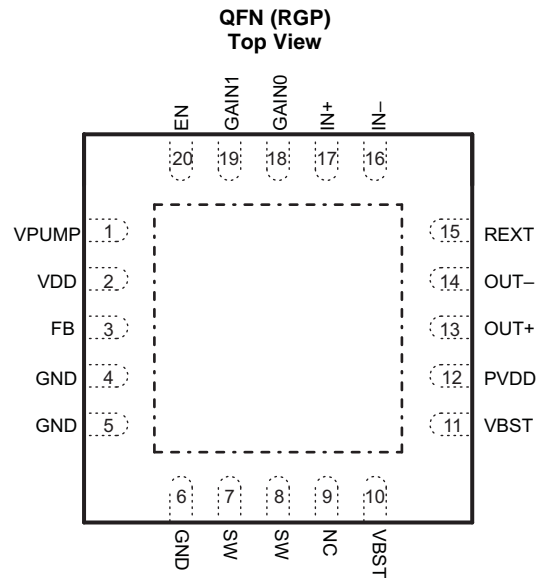 QFN (RGP)
Top View
EN
GAIN1
GAIN0
IN+
IN–
20
19
18
17
16
VPUMP 1
15 REXT
VDD 2
14 OUT–
FB 3
13 OUT+
GND 4
12 PVDD
GND 5
11 VBST
6
7
8
9
10
GND
SW
SW
NC
VBST